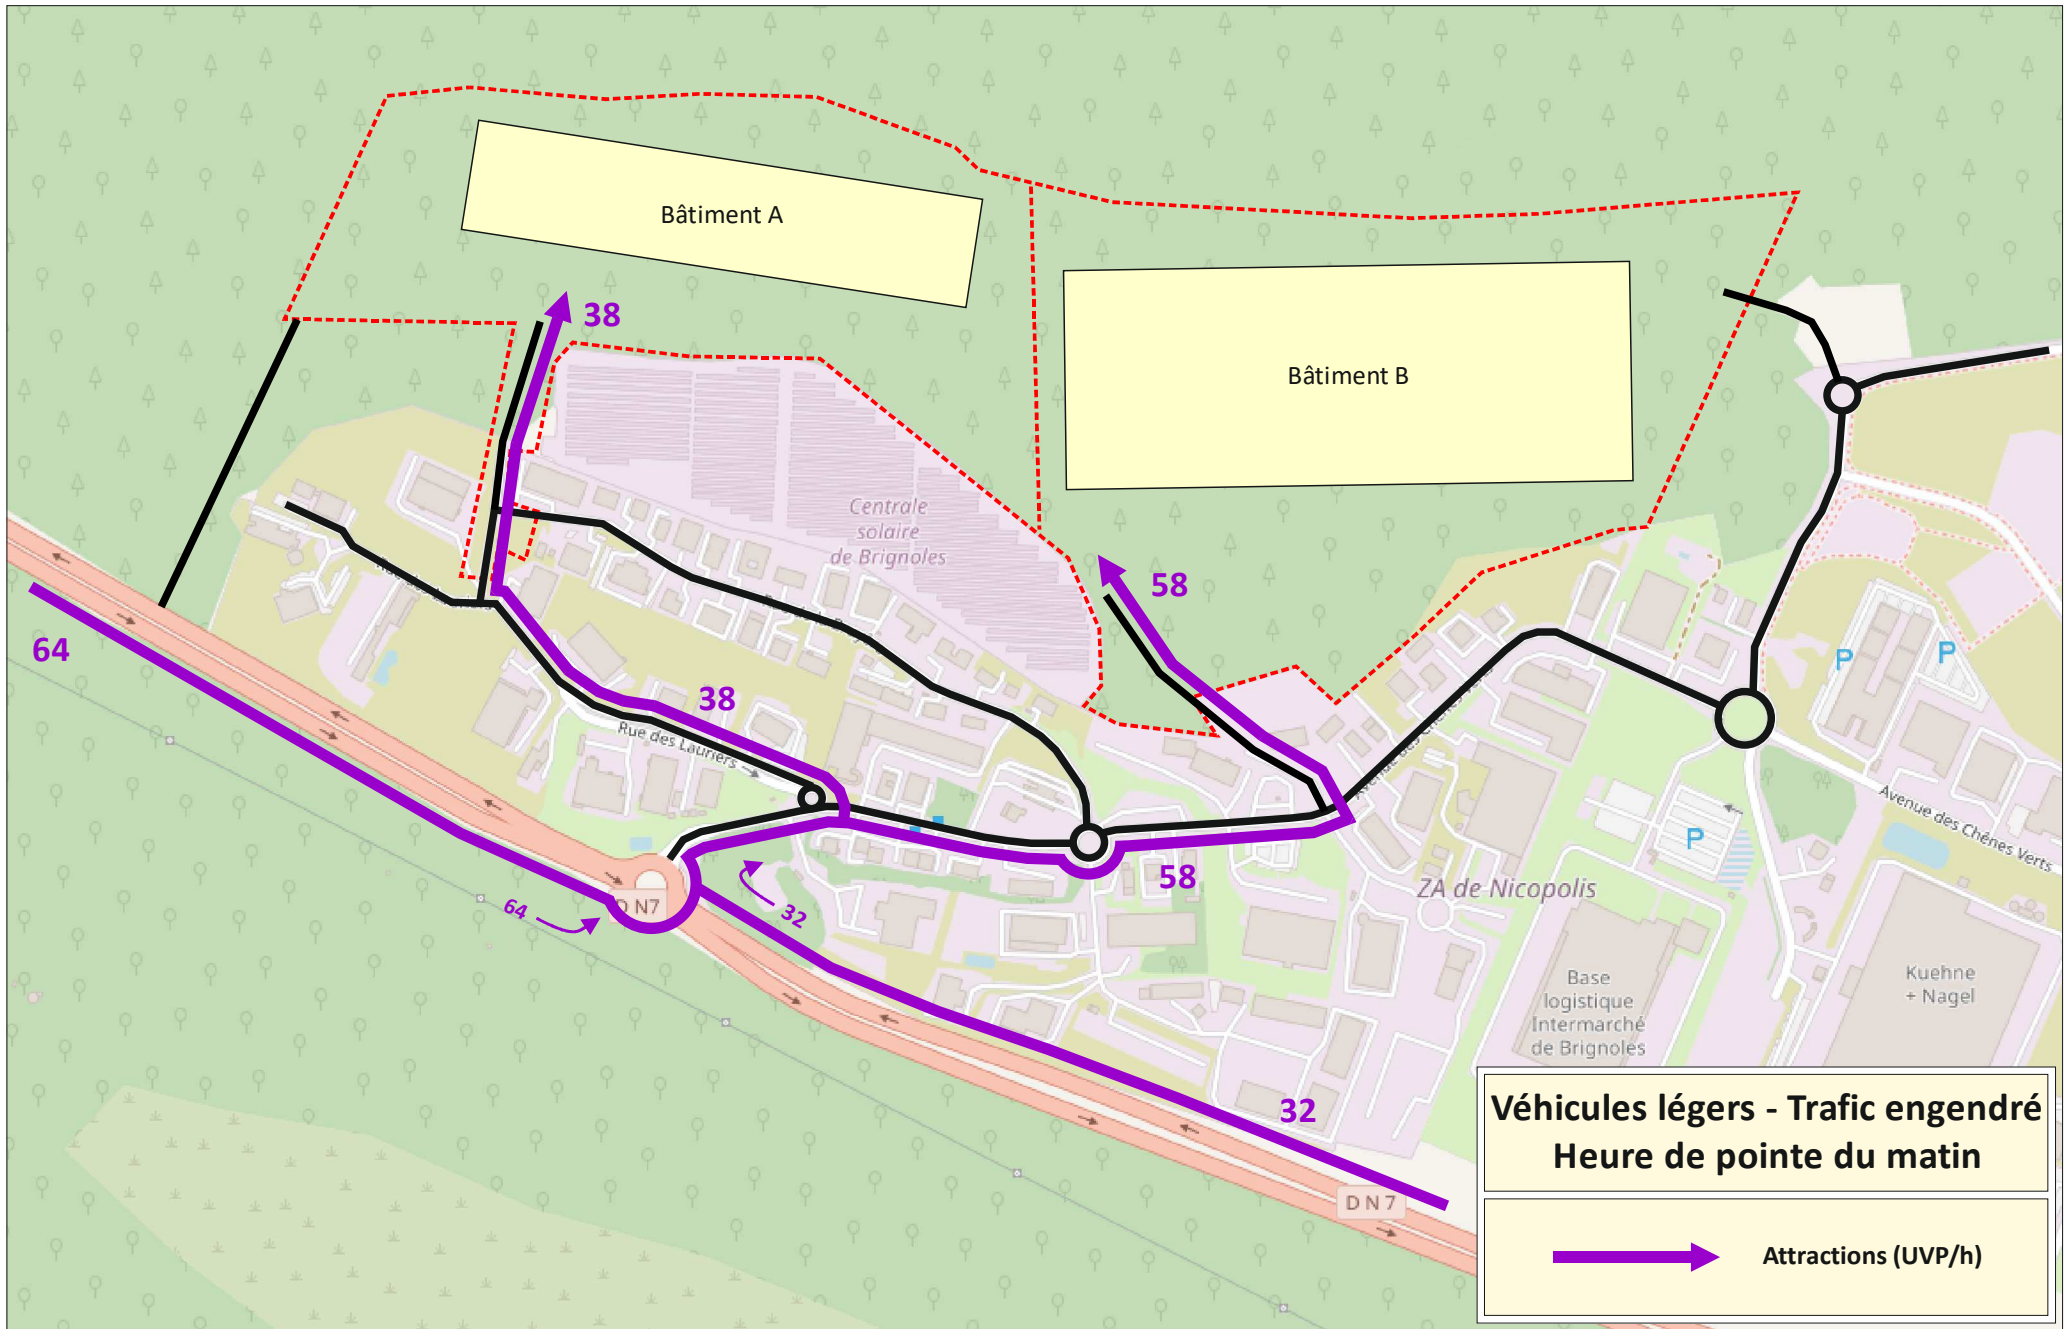 Bâtiment A
Bâtiment B
38
Centrale
solaire
de Brignoles
58
64
38
Rue des Lauriers
P
P
P
Avenue des Chênes Verts
58
ZA de Nicopolis
D N7
64
32
Base
logistique
Intermarché
de Brignoles
Kuehne
+ Nagel
32
D N 7
Véhicules légers - Trafic engendré
Heure de pointe du matin
Attractions (UVP/h)